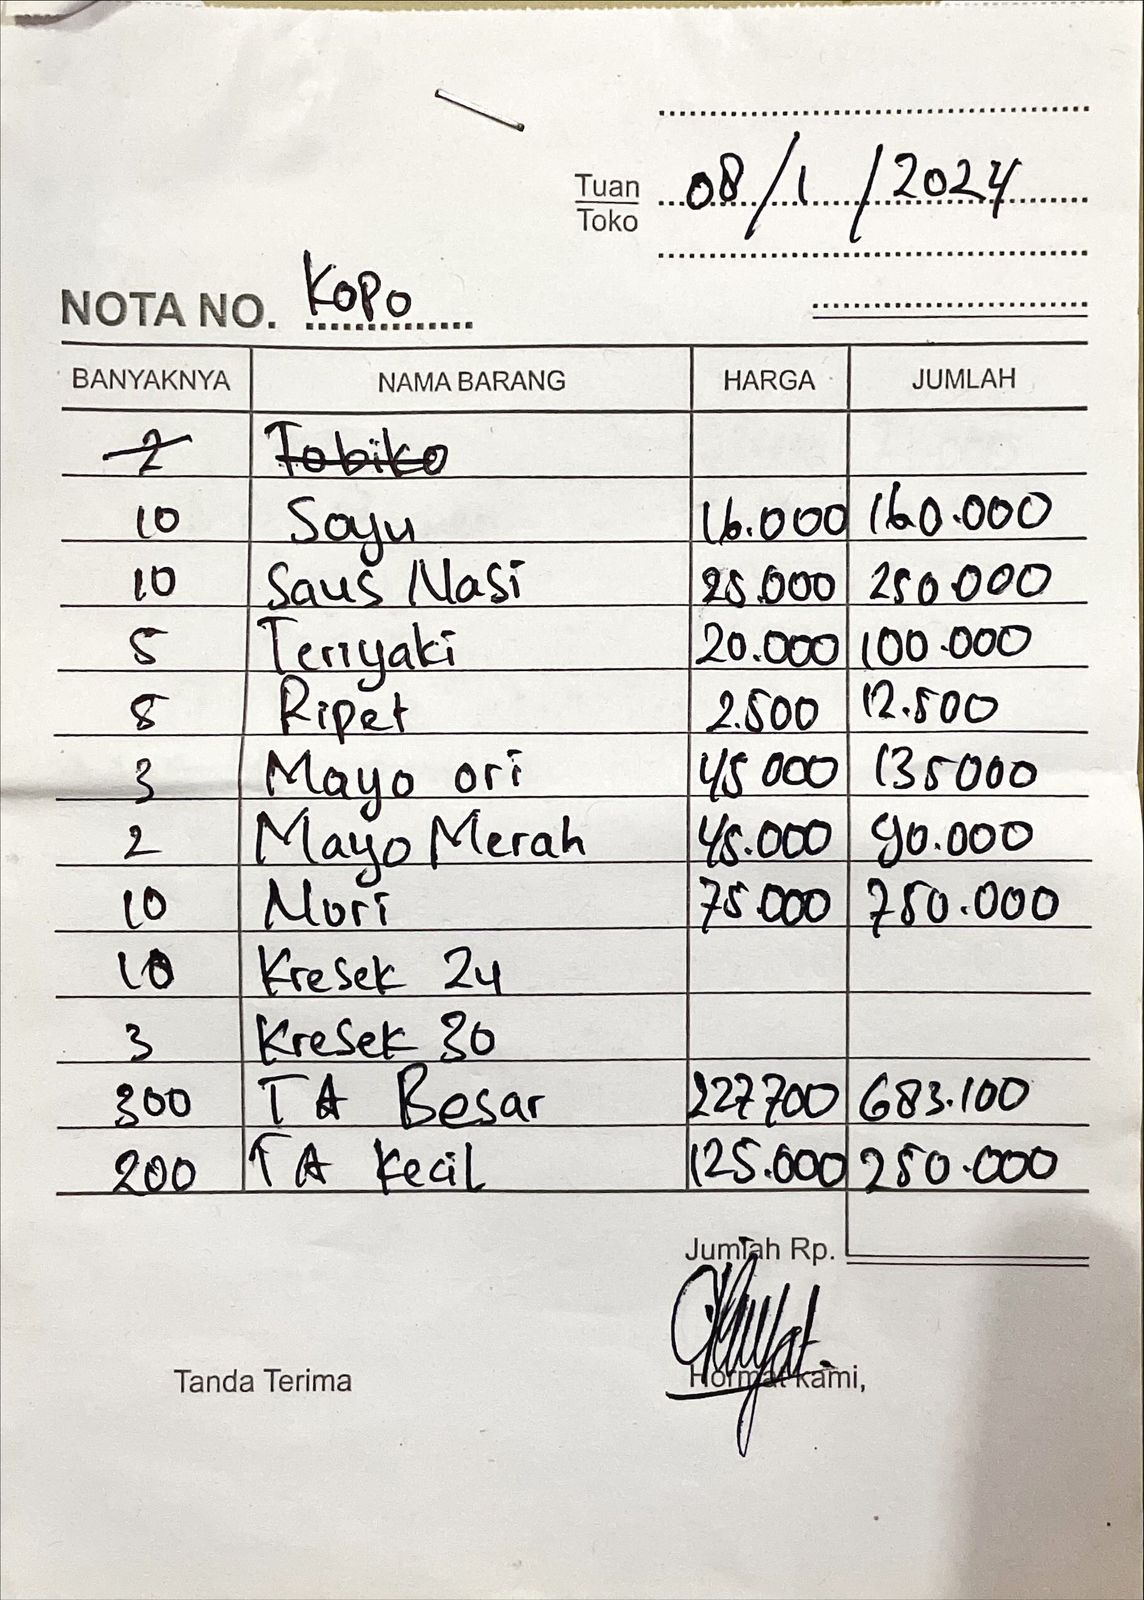 Tuan 08/1/2024
Toko
NOTA NO. KOPO
BANYAKNYA NAMA BARANG HARGA JUMLAH
2 Tobiko
10 Soyu 16.000 160.000
10 Saus Nasi 25.000 250.000
5 Teriyaki 20.000 100.000
5 Ripet 2.500 12.500
3 Mayo ori 45 000 135000
2 Mayo Merah 45.000 90.000
10 Nori 75.000 750.000
10 Kresek 24
3 Kresek 30
300 TA Besar 227700 683.100
200 TA Kecil 125.000 250.000
Jumlah Rp.
Tanda Terima Hormat kami,